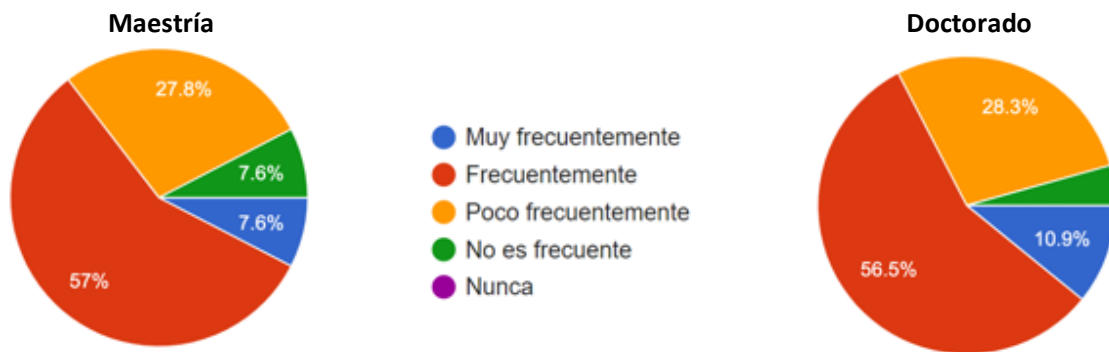 Maestría
27.8%
7.6%
7.6%
57%
Muy frecuentemente
Frecuentemente
Poco frecuentemente
No es frecuente
Nunca
Doctorado
28.3%
10.9%
56.5%